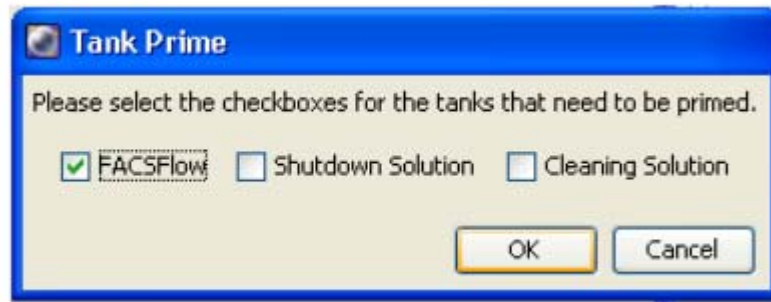 Tank Prime
Please select the checkboxes for the tanks that need to be primed.
FACSFlow Shutdown Solution Cleaning Solution
OK Cancel